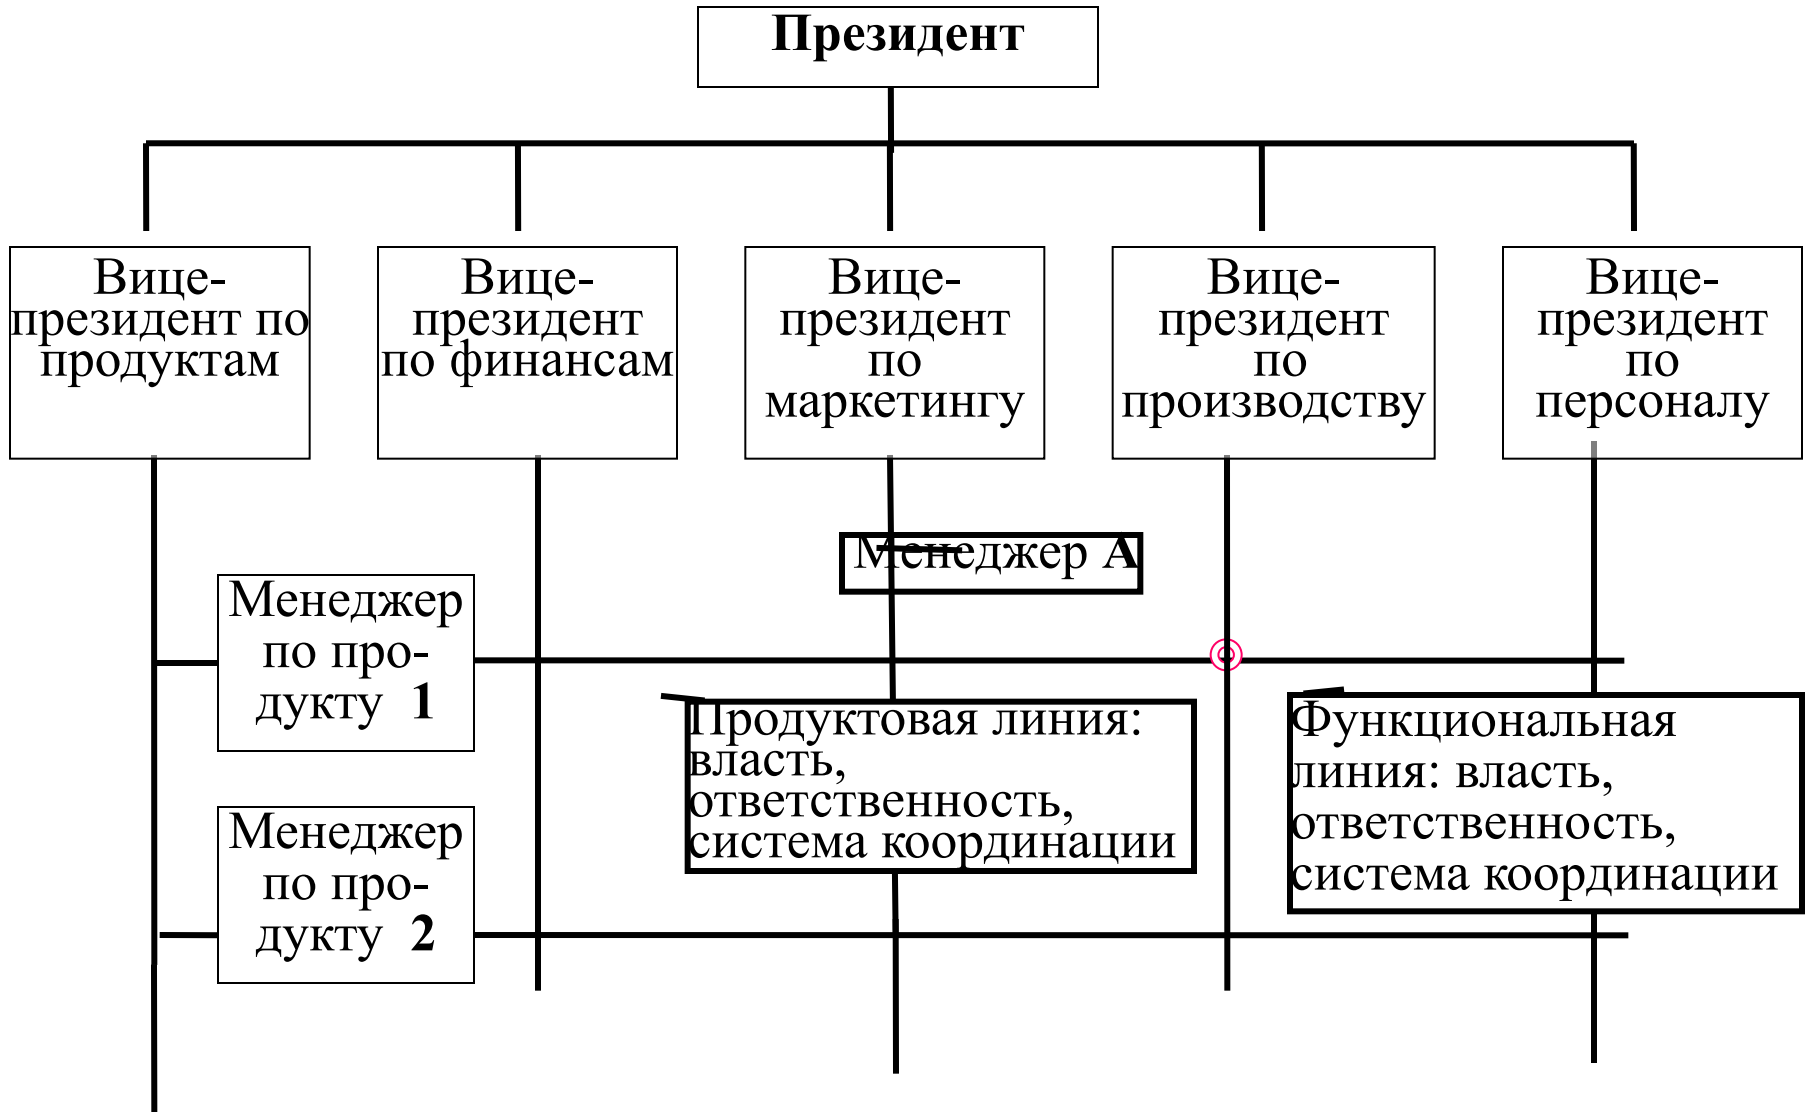 Президент
Вице-
президент по
продуктам
Вице-
президент
по финансам
Вице-
президент
по
маркетингу
Вице-
президент
по
производству
Вице-
президент
по
персоналу
Менеджер А
Менеджер
по про-
дукту 1
Продуктовая линия:
власть,
ответственность,
система координации
Функциональная
линия: власть,
ответственность,
система координации
Менеджер
по про-
дукту 2